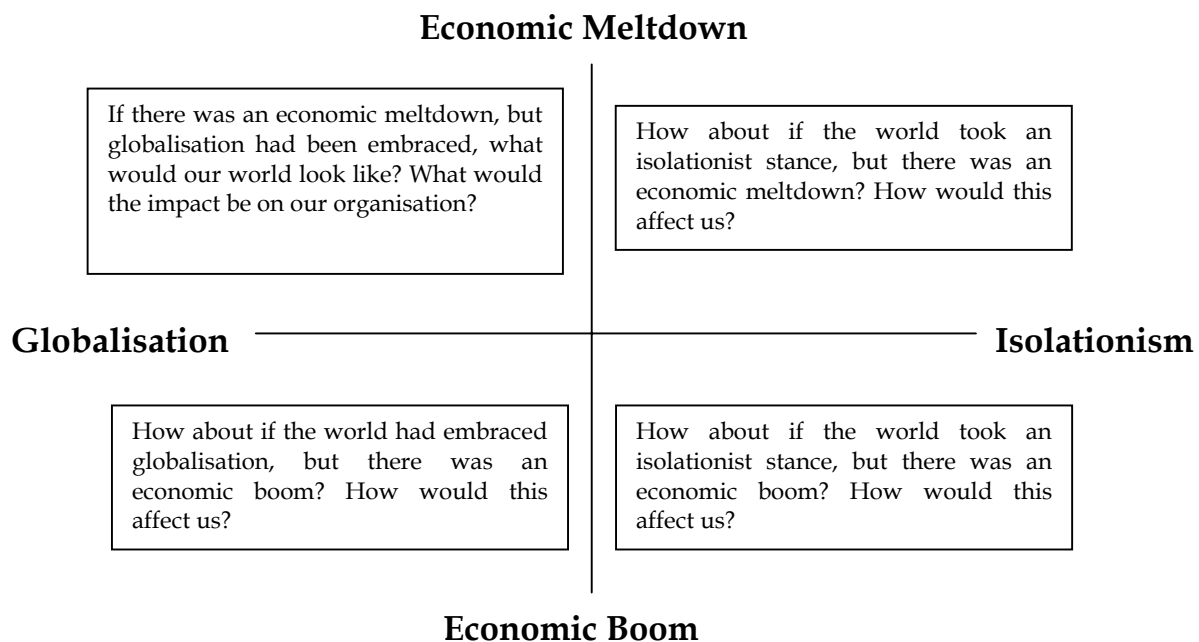 Economic Meltdown
If there was an economic meltdown, but
globalisation had been embraced, what
would our world look like? What would
the impact be on our organisation?
How about if the world took an
isolationist stance, but there was an
economic meltdown? How would this
affect us?
Globalisation
Isolationism
How about if the world had embraced
globalisation, but there was an
economic boom? How would this
affect us?
How about if the world took an
isolationist stance, but there was an
economic boom? How would this
affect us?
Economic Boom